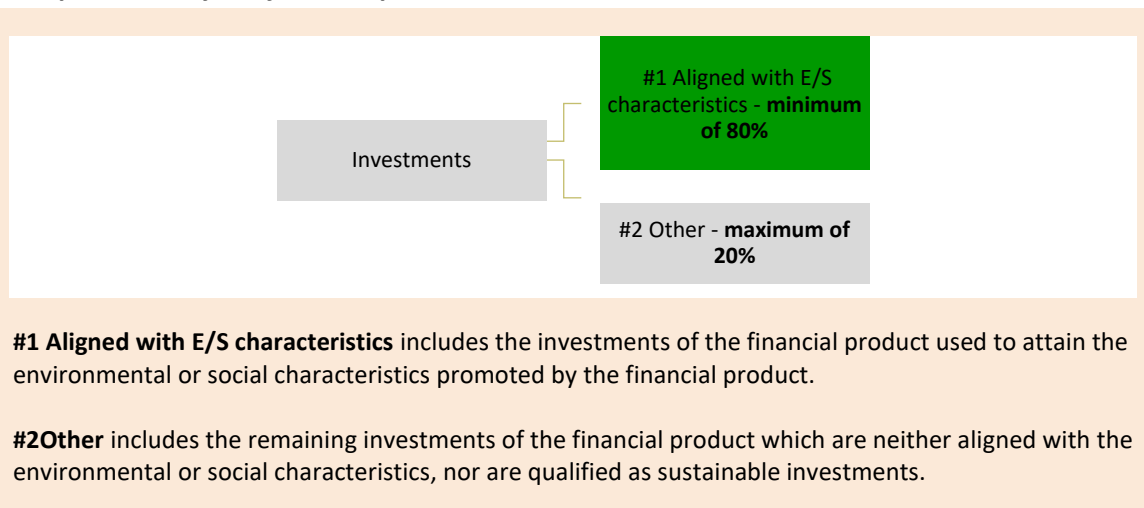 #1 Aligned with E/S
characteristics - minimum
of 80%
Investments
#2 Other - maximum of
20%
#1 Aligned with E/S characteristics includes the investments of the financial product used to attain the
environmental or social characteristics promoted by the financial product.
#2Other includes the remaining investments of the financial product which are neither aligned with the
environmental or social characteristics, nor are qualified as sustainable investments.